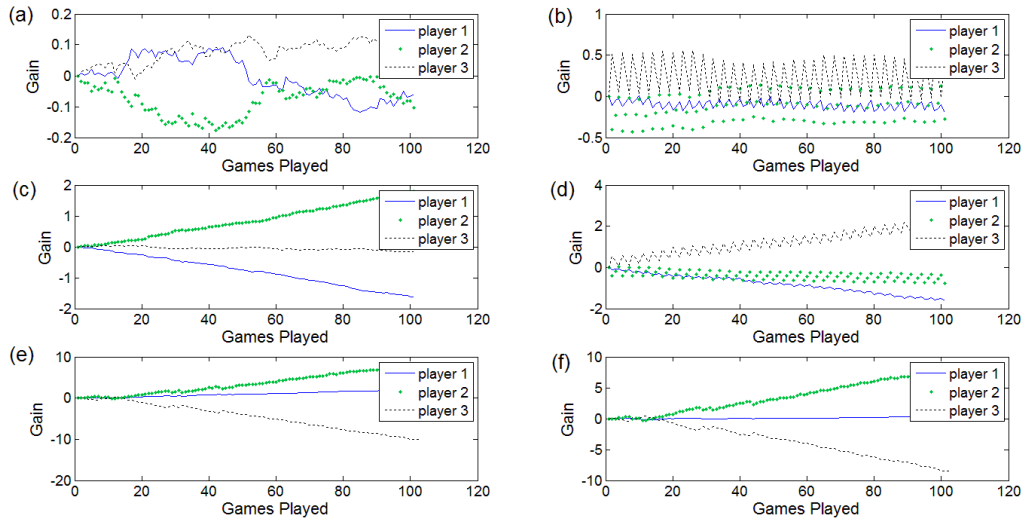 (a)
0.2
0.1
0
-0.1
-0.2
Gain
0 20 40 60 80 100 120
Games Played
player 1
player 2
player 3
(b)
1
0.5
0
-0.5
Gain
0 20 40 60 80 100 120
Games Played
player 1
player 2
player 3
(c)
2
1
0
-1
-2
Gain
0 20 40 60 80 100 120
Games Played
player 1
player 2
player 3
(d)
4
2
0
-2
Gain
0 20 40 60 80 100 120
Games Played
player 1
player 2
player 3
(e)
10
0
-10
-20
Gain
0 20 40 60 80 100 120
Games Played
player 1
player 2
player 3
(f)
10
5
0
-5
-10
Gain
0 20 40 60 80 100 120
Games Played
player 1
player 2
player 3